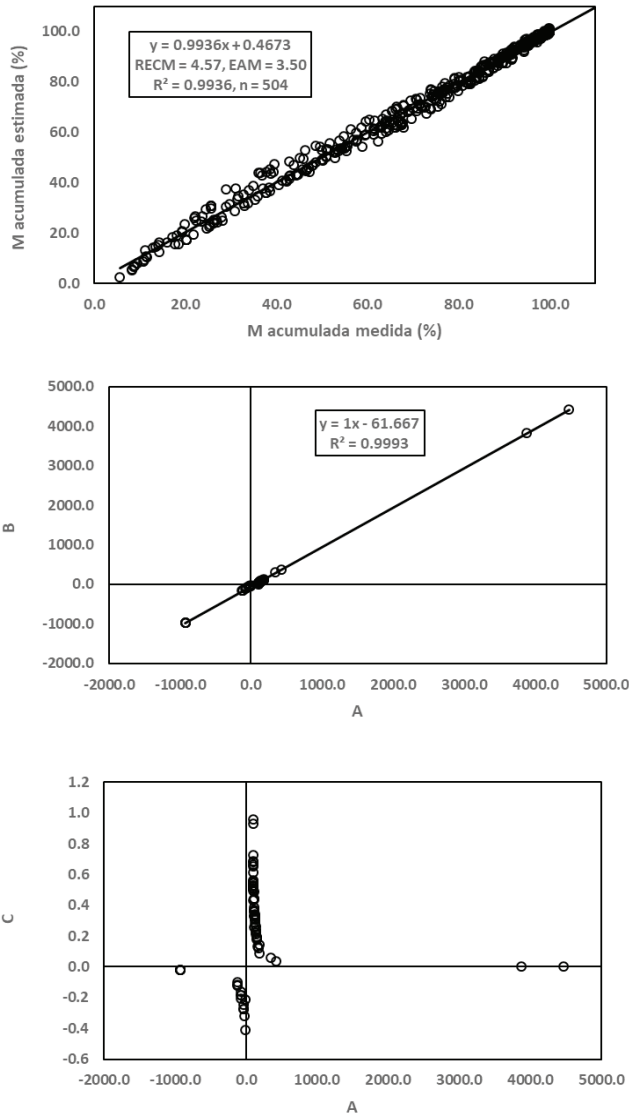 100.0
80.0
60.0
40.0
20.0
0.0
M acumulada estimada (%)
y = 0.9936x + 0.4673
RECM = 4.57, EAM = 3.50
R² = 0.9936, n = 504
0.0 20.0 40.0 60.0 80.0 100.0
M acumulada medida (%)
5000.0
4000.0
3000.0
2000.0
1000.0
0.0
-1000.0
-2000.0
B
y = 1x - 61.667
R² = 0.9993
-2000.0 -1000.0 0.0 1000.0 2000.0 3000.0 4000.0 5000.0
A
1.2
1.0
0.8
0.6
0.4
0.2
0.0
-0.2
-0.4
-0.6
C
-2000.0 -1000.0 0.0 1000.0 2000.0 3000.0 4000.0 5000.0
A